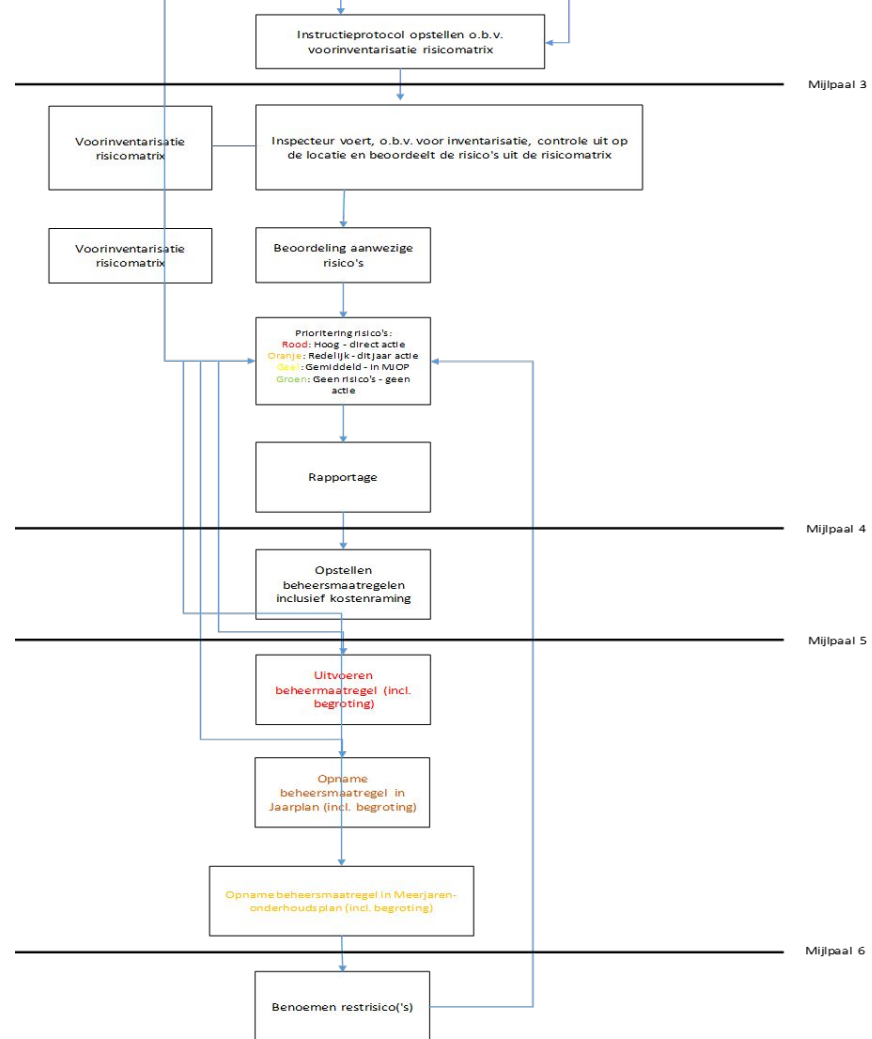 Instructieprotocol opstellen o.b.v.
voorinventarisatie risicomatrix
Mijlpaal 3
Voorinventarisatie
risicomatrix
Inspecteur voert, o.b.v. voor inventarisatie, controle uit op
de locatie en beoordeelt de risico's uit de risicomatrix
Voorinventarisatie
risicomatrix
Beoordeling aanwezige
risico's
Prioritering risico's:
Rood: Hoog - direct actie
Oranje: Redelijk - dit jaar actie
Geel: Gemiddeld - in MJOP
Groen: Geen risico's - geen
actie
Rapportage
Mijlpaal 4
Opstellen
beheersmaatregelen
inclusief kostenraming
Mijlpaal 5
Uitvoeren
beheermaatregel (incl.
begroting)
Opname
beheersmaatregel in
Jaarplan (incl. begroting)
Opname beheersmaatregel in Meerjaren-
onderhoudsplan (incl. begroting)
Mijlpaal 6
Benoemen restrisico('s)